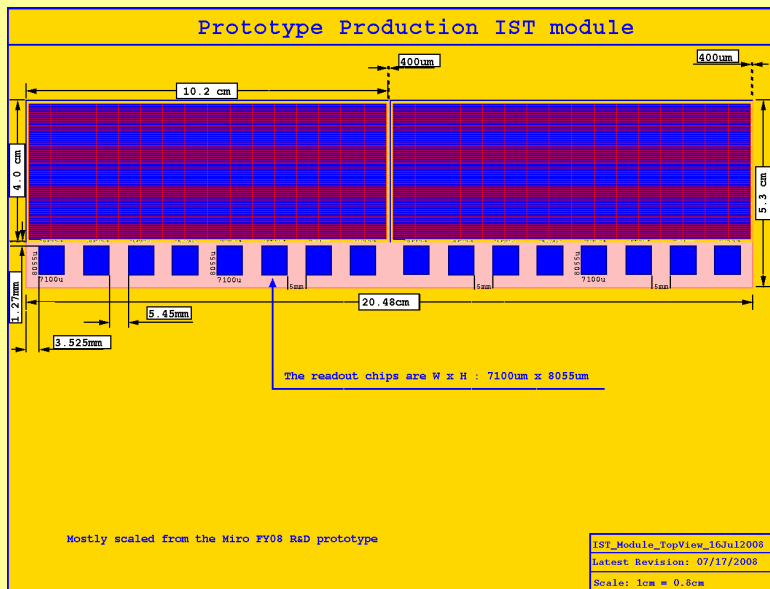 Prototype Production IST module
400um
400um
10.2 cm
4.0 cm
5.3 cm
8055u
7100u
8055u
7100u
5mm
5mm
7100u
5mm
1.27mm
20.48cm
5.45mm
3.525mm
The readout chips are W x H : 7100um x 8055um
Mostly scaled from the Miro FY08 R&D prototype
IST_Module_TopView_16Jul2008
Latest Revision: 07/17/2008
Scale: 1cm = 0.8cm